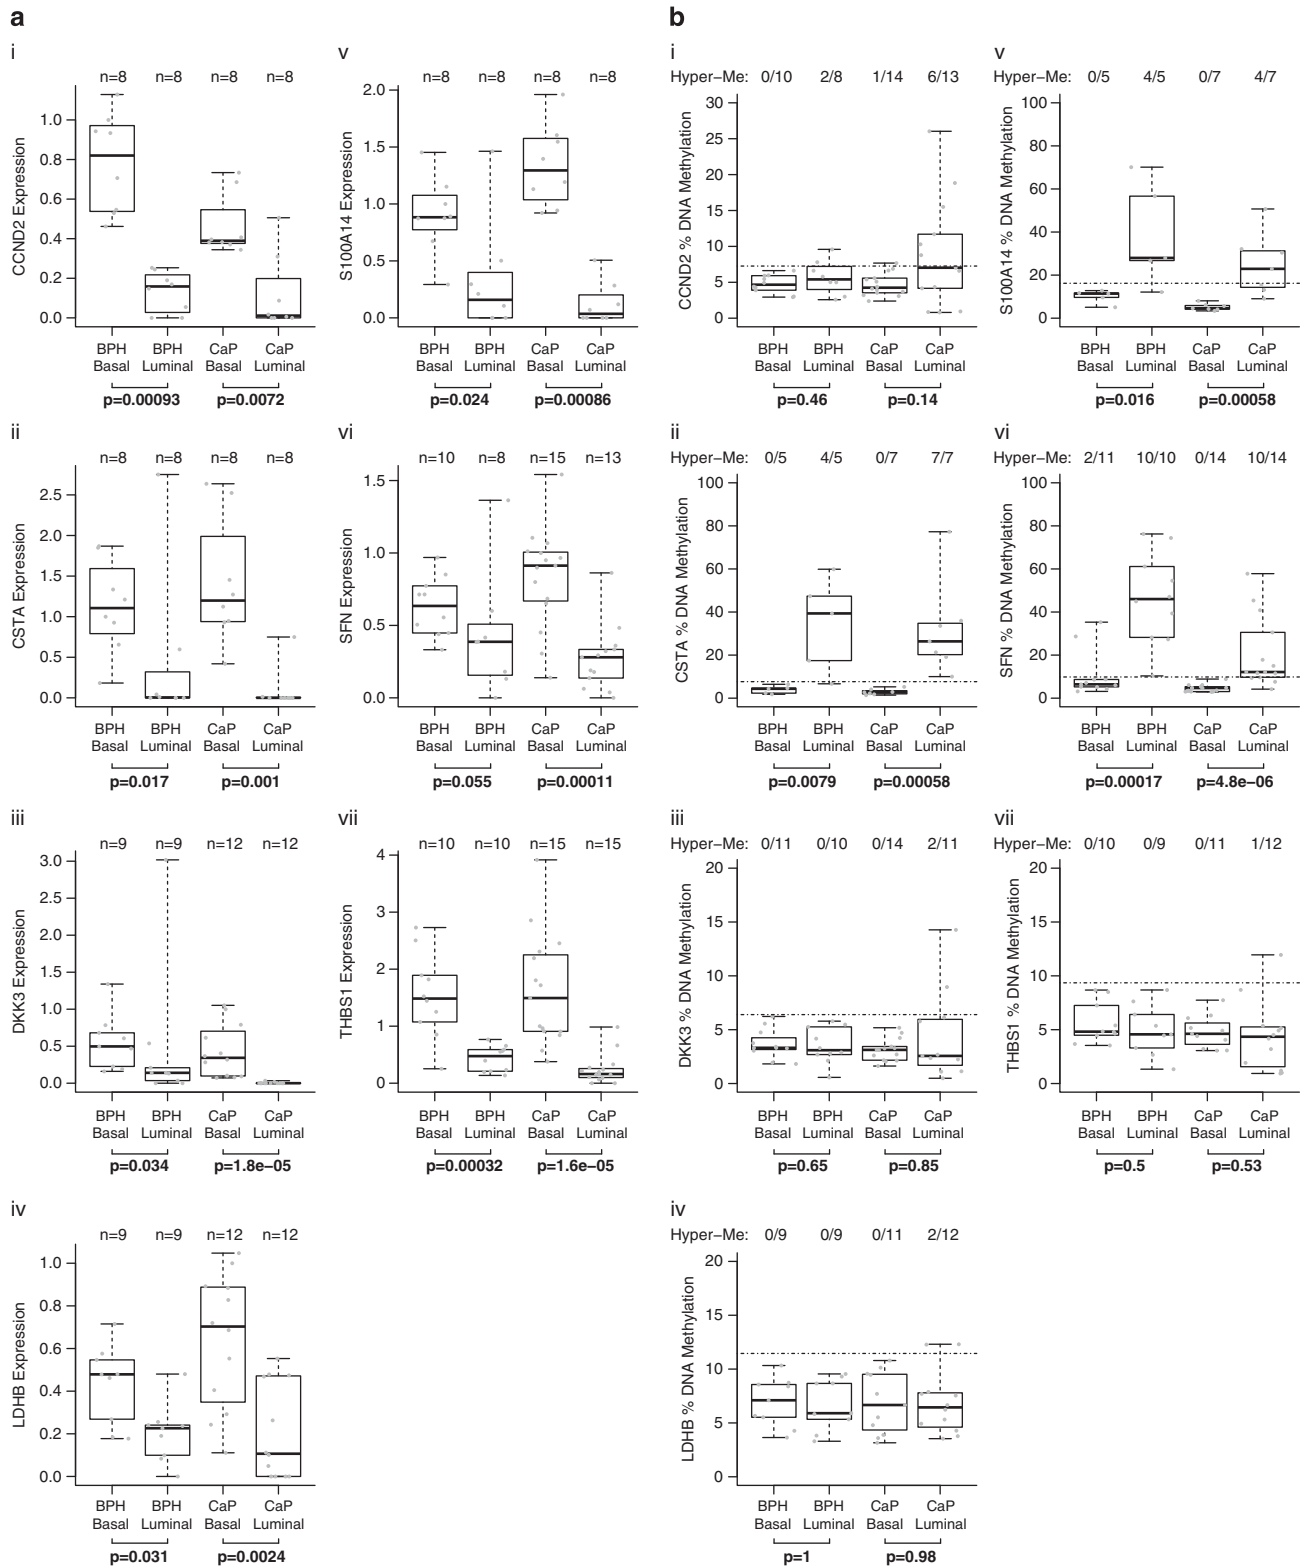 a
b
i
n=8 n=8 n=8 n=8
CCND2 Expression
1.0
0.8
0.6
0.4
0.2
0.0
BPH Basal
BPH Luminal
CaP Basal
CaP Luminal
p=0.00093 p=0.0072
v
n=8 n=8 n=8 n=8
S100A14 Expression
2.0
1.5
1.0
0.5
0.0
BPH Basal
BPH Luminal
CaP Basal
CaP Luminal
p=0.024 p=0.00086
i
Hyper−Me: 0/10 2/8 1/14 6/13
CCND2 % DNA Methylation
30
25
20
15
10
5
0
BPH Basal
BPH Luminal
CaP Basal
CaP Luminal
p=0.46 p=0.14
v
Hyper−Me: 0/5 4/5 0/7 4/7
S100A14 % DNA Methylation
100
80
60
40
20
0
BPH Basal
BPH Luminal
CaP Basal
CaP Luminal
p=0.016 p=0.00058
ii
n=8 n=8 n=8 n=8
CSTA Expression
2.5
2.0
1.5
1.0
0.5
0.0
BPH Basal
BPH Luminal
CaP Basal
CaP Luminal
p=0.017 p=0.001
vi
n=10 n=8 n=15 n=13
SFN Expression
1.5
1.0
0.5
0.0
BPH Basal
BPH Luminal
CaP Basal
CaP Luminal
p=0.055 p=0.00011
ii
Hyper−Me: 0/5 4/5 0/7 7/7
CSTA % DNA Methylation
100
80
60
40
20
0
BPH Basal
BPH Luminal
CaP Basal
CaP Luminal
p=0.0079 p=0.00058
vi
Hyper−Me: 2/11 10/10 0/14 10/14
SFN % DNA Methylation
100
80
60
40
20
0
BPH Basal
BPH Luminal
CaP Basal
CaP Luminal
p=0.00017 p=4.8e−06
iii
n=9 n=9 n=12 n=12
DKK3 Expression
3.0
2.5
2.0
1.5
1.0
0.5
0.0
BPH Basal
BPH Luminal
CaP Basal
CaP Luminal
p=0.034 p=1.8e−05
vii
n=10 n=10 n=15 n=15
THBS1 Expression
4
3
2
1
0
BPH Basal
BPH Luminal
CaP Basal
CaP Luminal
p=0.00032 p=1.6e−05
iii
Hyper−Me: 0/11 0/10 0/14 2/11
DKK3 % DNA Methylation
20
15
10
5
0
BPH Basal
BPH Luminal
CaP Basal
CaP Luminal
p=0.65 p=0.85
vii
Hyper−Me: 0/10 0/9 0/11 1/12
THBS1 % DNA Methylation
20
15
10
5
0
BPH Basal
BPH Luminal
CaP Basal
CaP Luminal
p=0.5 p=0.53
iv
n=9 n=9 n=12 n=12
LDHB Expression
1.0
0.8
0.6
0.4
0.2
0.0
BPH Basal
BPH Luminal
CaP Basal
CaP Luminal
p=0.031 p=0.0024
iv
Hyper−Me: 0/9 0/9 0/11 2/12
LDHB % DNA Methylation
20
15
10
5
0
BPH Basal
BPH Luminal
CaP Basal
CaP Luminal
p=1 p=0.98